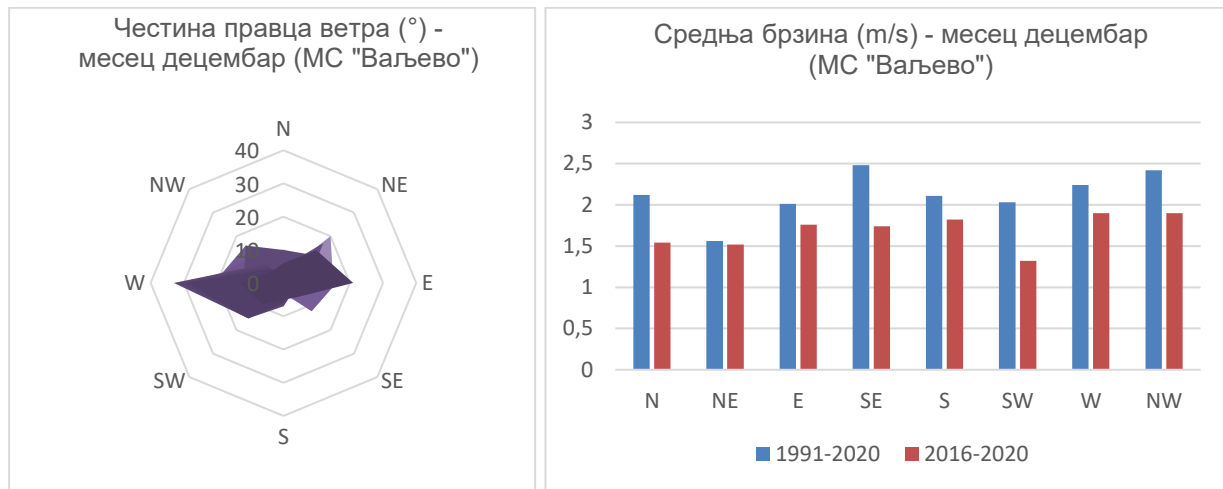 Честина правца ветра (°) -
месец децембар (МС "Ваљево")
N
NE
E
SE
S
SW
W
NW
40
30
20
10
0
Средња брзина (m/s) - месец децембар
(МС "Ваљево")
3
2,5
2
1,5
1
0,5
0
N NE E SE S SW W NW
1991-2020 2016-2020